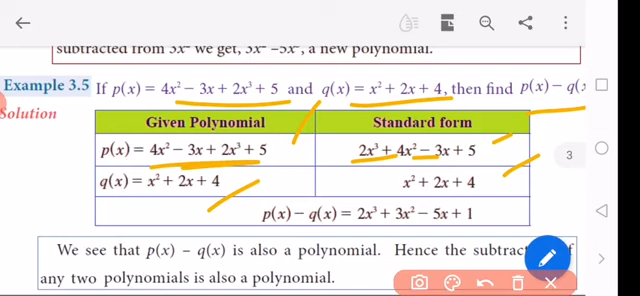 subtracted from 3x² we get, 3x² −5x³, a new polynomial.
Example 3.5 If p(x) = 4x² − 3x + 2x³ + 5 and q(x) = x² + 2x + 4, then find p(x) − q(x
Solution
Given Polynomial Standard form
p(x) = 4x² − 3x + 2x³ + 5 2x³ + 4x² − 3x + 5
q(x) = x² + 2x + 4 x² + 2x + 4
p(x) − q(x) = 2x³ + 3x² − 5x + 1
3
We see that p(x) − q(x) is also a polynomial. Hence the subtrac
any two polynomials is also a polynomial.